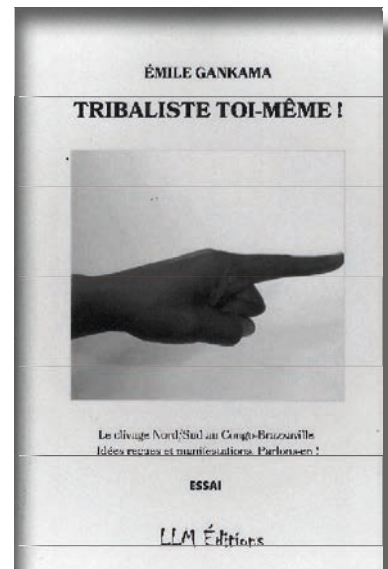 ÉMILE GANKAMA
TRIBALISTE TOI-MÊME !
Le clivage Nord/Sud au Congo-Brazzaville
Idées reçues et manifestations. Parlons-en !
ESSAI
LLM Éditions